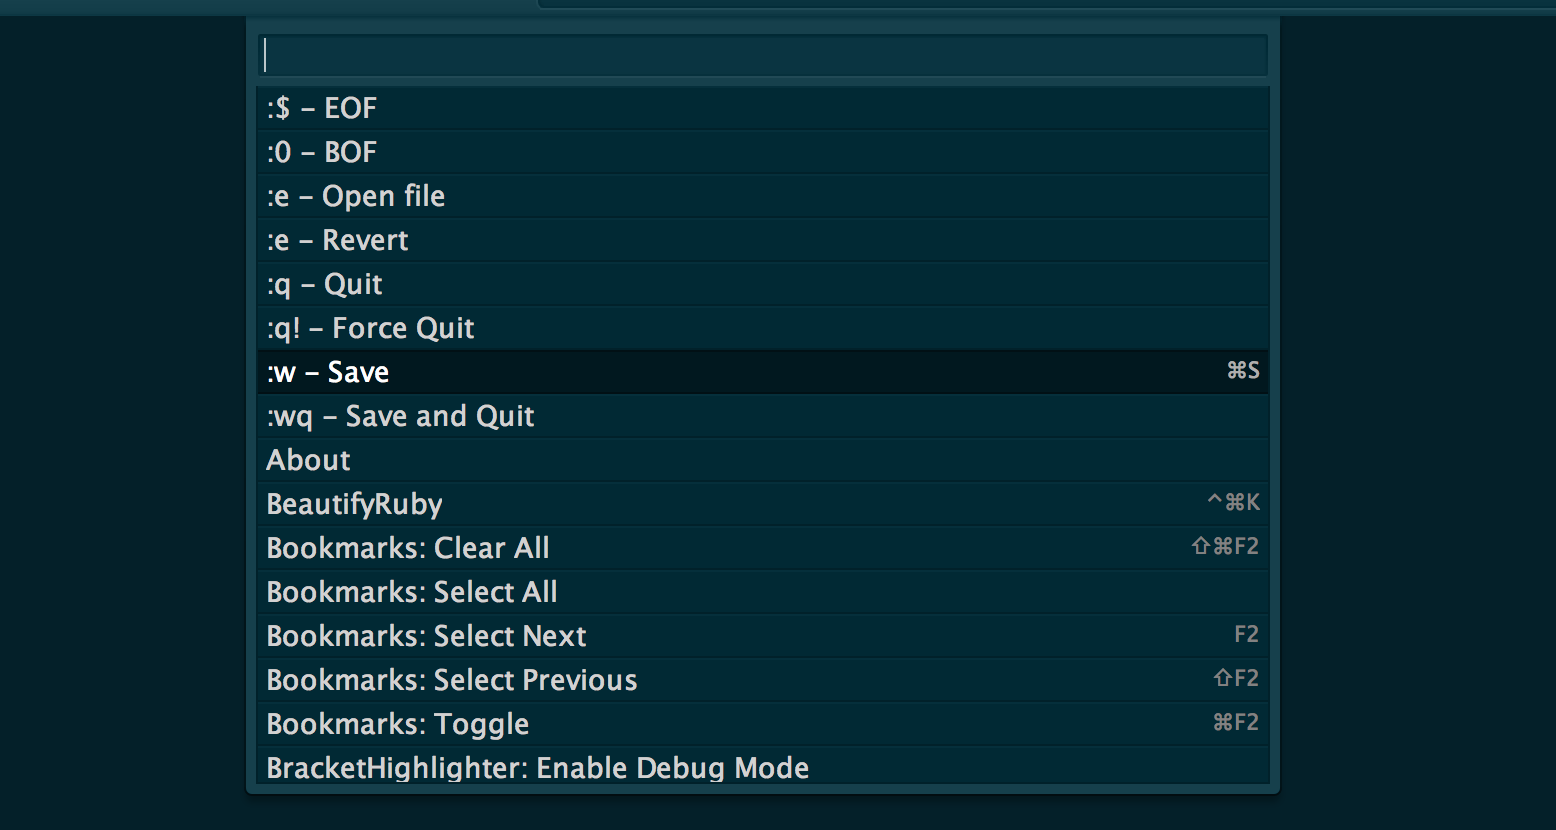 :$ – EOF
:0 – BOF
:e – Open file
:e – Revert
:q – Quit
:q! – Force Quit
:w – Save ⌘S
:wq – Save and Quit
About
BeautifyRuby ^⌘K
Bookmarks: Clear All ⇧⌘F2
Bookmarks: Select All
Bookmarks: Select Next F2
Bookmarks: Select Previous ⇧F2
Bookmarks: Toggle ⌘F2
BracketHighlighter: Enable Debug Mode